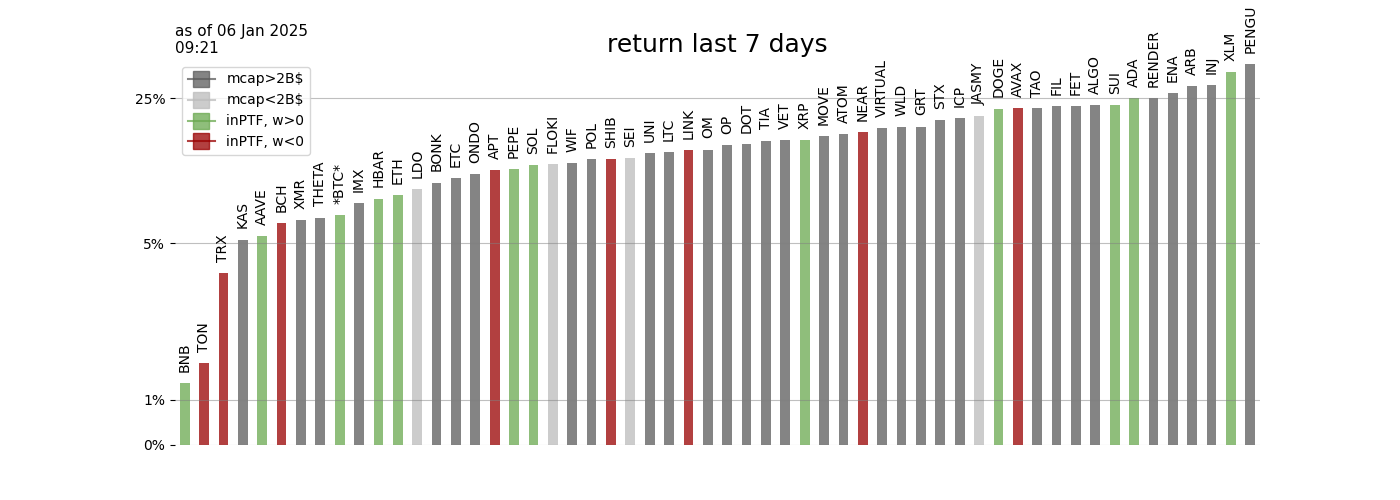 as of 06 Jan 2025
09:21
return last 7 days
mcap>2B$
mcap<2B$
inPTF, w>0
inPTF, w<0
25%
5%
1%
0%
BNB
TON
TRX
KAS
AAVE
BCH
XMR
THETA
*BTC*
IMX
HBAR
ETH
LDO
BONK
ETC
ONDO
APT
PEPE
SOL
FLOKI
WIF
POL
SHIB
SEI
UNI
LTC
LINK
OM
OP
DOT
TIA
VET
XRP
MOVE
ATOM
NEAR
VIRTUAL
WLD
GRT
STX
ICP
JASMY
DOGE
AVAX
TAO
FIL
FET
ALGO
SUI
ADA
RENDER
ENA
ARB
INJ
XLM
PENGU